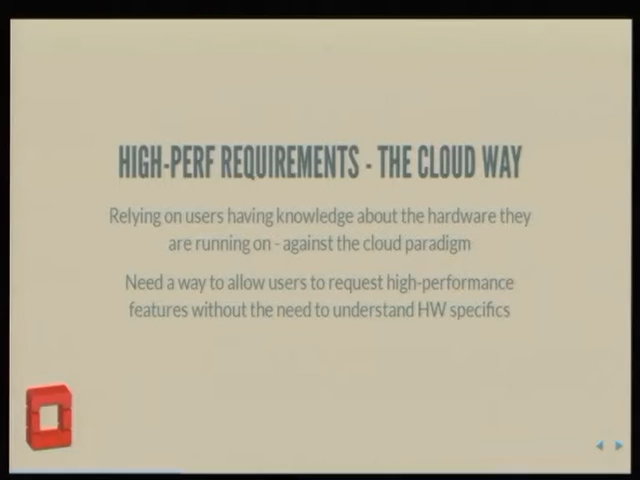 HIGH-PERF REQUIREMENTS - THE CLOUD WAY
Relying on users having knowledge about the hardware they
are running on - against the cloud paradigm
Need a way to allow users to request high-performance
features without the need to understand HW specifics